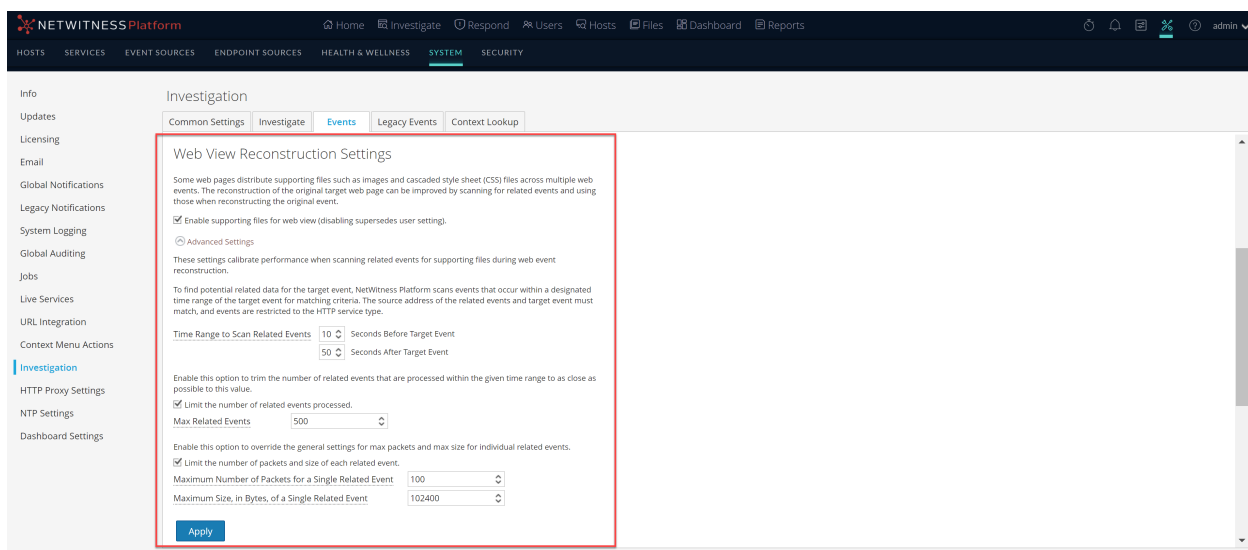 NETWITNESS Platform
Home Investigate Respond Users Hosts Files Dashboard Reports
admin
HOSTS SERVICES EVENT SOURCES ENDPOINT SOURCES HEALTH & WELLNESS SYSTEM SECURITY
Info
Updates
Licensing
Email
Global Notifications
Legacy Notifications
System Logging
Global Auditing
Jobs
Live Services
URL Integration
Context Menu Actions
Investigation
HTTP Proxy Settings
NTP Settings
Dashboard Settings
Investigation
Common Settings Investigate Events Legacy Events Context Lookup
Web View Reconstruction Settings
Some web pages distribute supporting files such as images and cascaded style sheet (CSS) files across multiple web
events. The reconstruction of the original target web page can be improved by scanning for related events and using
those when reconstructing the original event.
Enable supporting files for web view (disabling supersedes user setting).
Advanced Settings
These settings calibrate performance when scanning related events for supporting files during web event
reconstruction.
To find potential related data for the target event, NetWitness Platform scans events that occur within a designated
time range of the target event for matching criteria. The source address of the related events and target event must
match, and events are restricted to the HTTP service type.
Time Range to Scan Related Events 10 Seconds Before Target Event
50 Seconds After Target Event
Enable this option to trim the number of related events that are processed within the given time range to as close as
possible to this value.
Limit the number of related events processed.
Max Related Events 500
Enable this option to override the general settings for max packets and max size for individual related events.
Limit the number of packets and size of each related event.
Maximum Number of Packets for a Single Related Event 100
Maximum Size, in Bytes, of a Single Related Event 102400
Apply